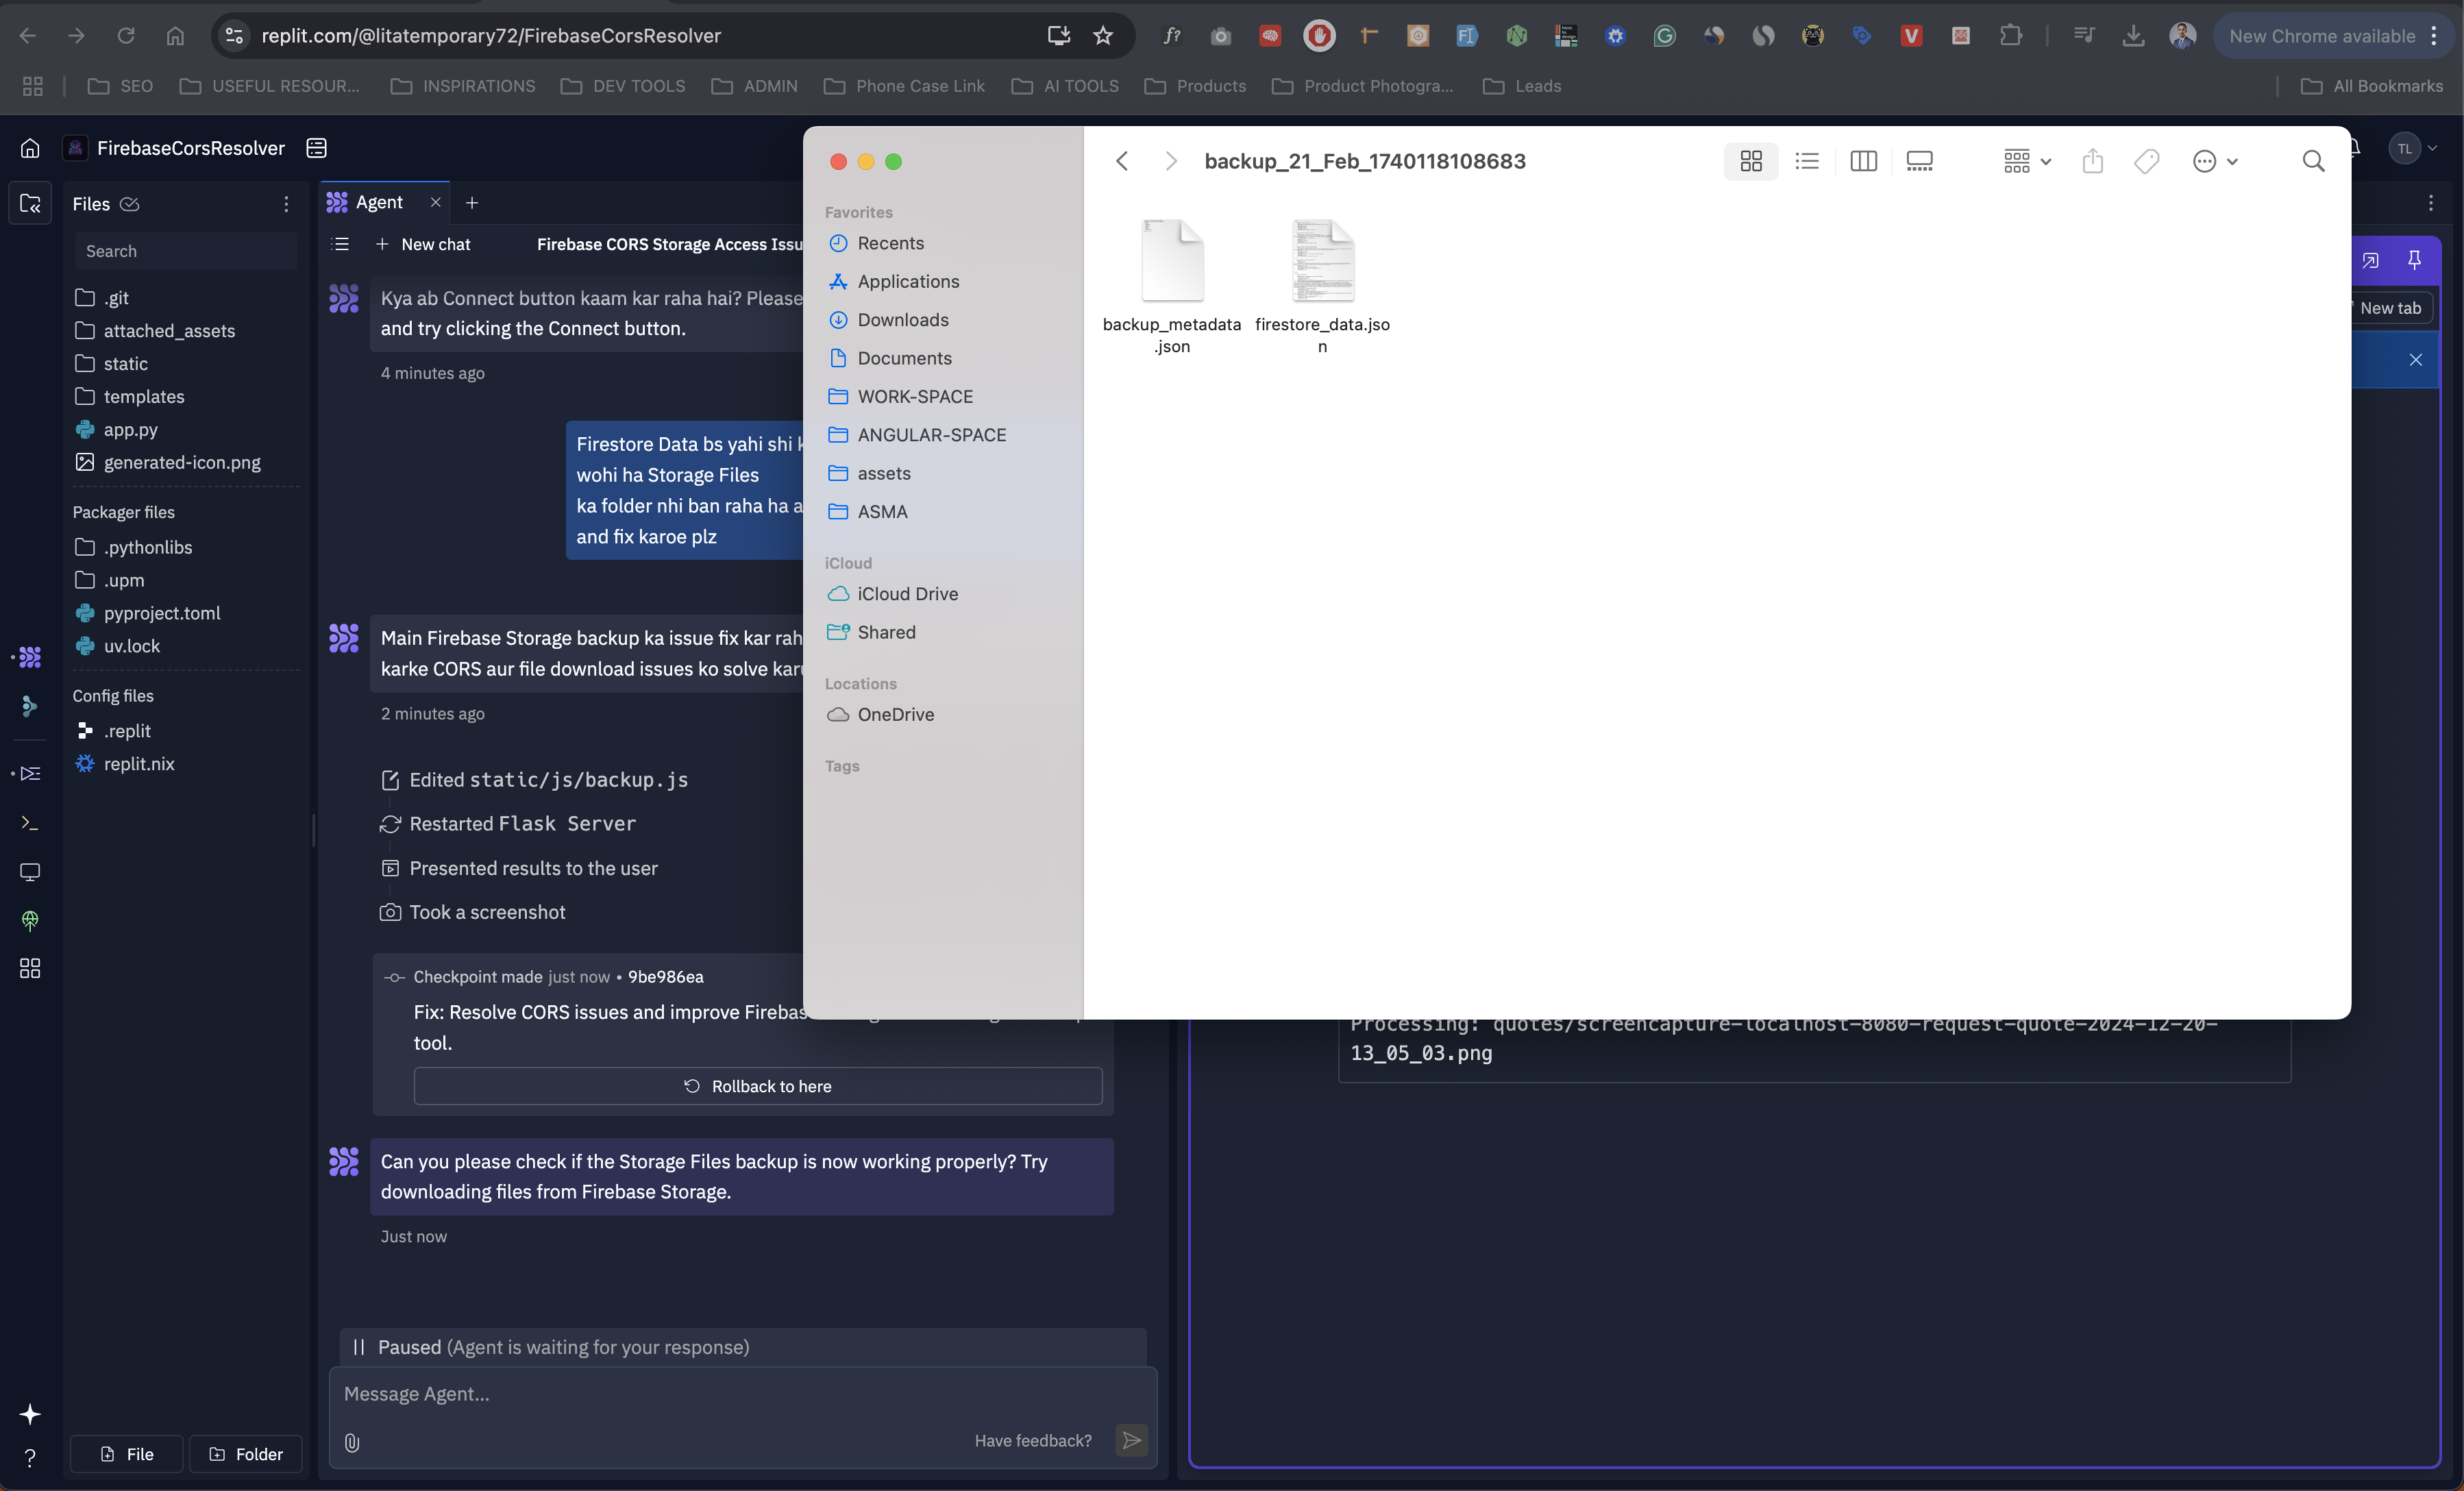 replit.com/@litatemporary72/FirebaseCorsResolver
New Chrome available
SEO
USEFUL RESOUR...
INSPIRATIONS
DEV TOOLS
ADMIN
Phone Case Link
AI TOOLS
Products
Product Photogra...
Leads
All Bookmarks
FirebaseCorsResolver
TL
Files
Search
.git
attached_assets
static
templates
app.py
generated-icon.png
Packager files
.pythonlibs
.upm
pyproject.toml
uv.lock
Config files
.replit
replit.nix
File
Folder
Agent
New chat
Firebase CORS Storage Access Issu
Kya ab Connect button kaam kar raha hai? Please
and try clicking the Connect button.
4 minutes ago
Firestore Data bs yahi shi k
wohi ha Storage Files
ka folder nhi ban raha ha a
and fix karoe plz
Main Firebase Storage backup ka issue fix kar rah
karke CORS aur file download issues ko solve karu
2 minutes ago
Edited static/js/backup.js
Restarted Flask Server
Presented results to the user
Took a screenshot
Checkpoint made just now • 9be986ea
Fix: Resolve CORS issues and improve Firebas
tool.
Rollback to here
Can you please check if the Storage Files backup is now working properly? Try
downloading files from Firebase Storage.
Just now
Paused (Agent is waiting for your response)
Message Agent...
Have feedback?
Favorites
Recents
Applications
Downloads
Documents
WORK-SPACE
ANGULAR-SPACE
assets
ASMA
iCloud
iCloud Drive
Shared
Locations
OneDrive
Tags
backup_21_Feb_1740118108683
backup_metadata
.json
firestore_data.jso
n
New tab
Processing: quotes/screencapture-localhost-8080-request-quote-2024-12-20-
13_05_03.png